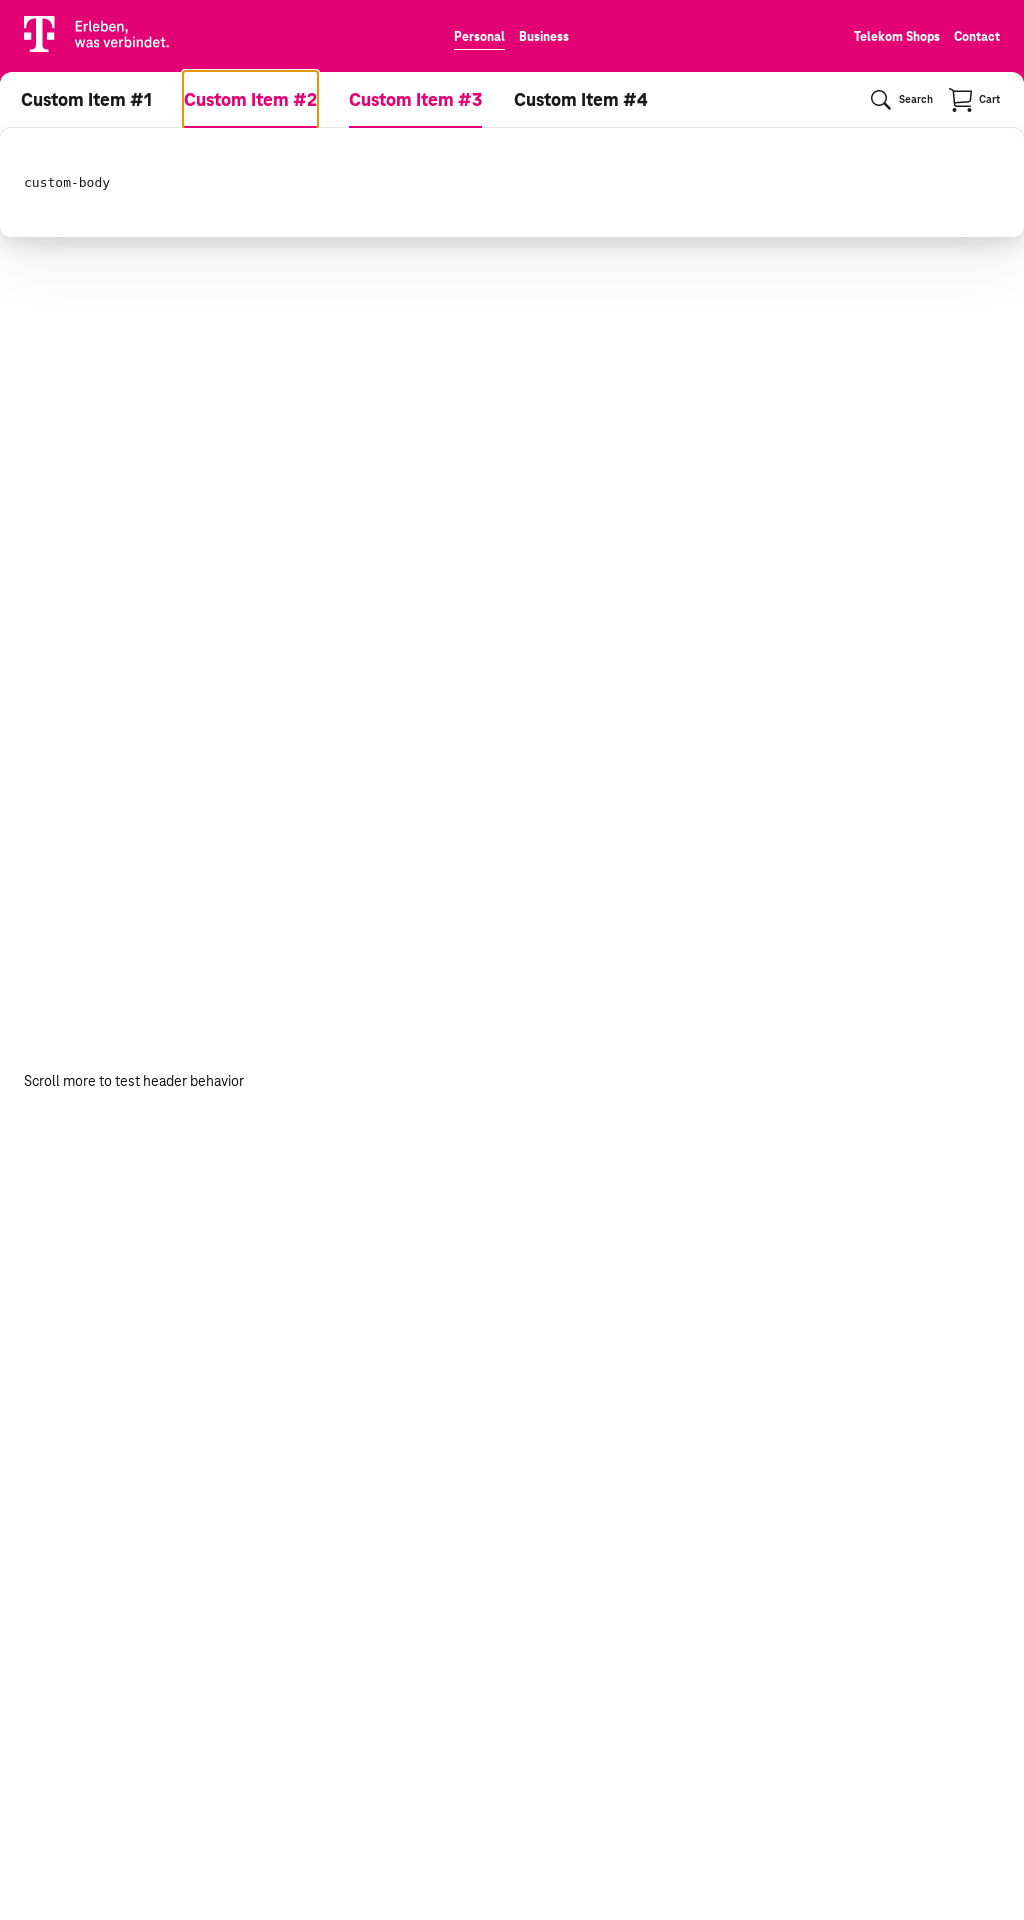 Erleben,
was verbindet.
Personal Business
Telekom Shops Contact
Custom Item #1 Custom Item #2 Custom Item #3 Custom Item #4
Search Cart
custom-body
Scroll more to test header behavior